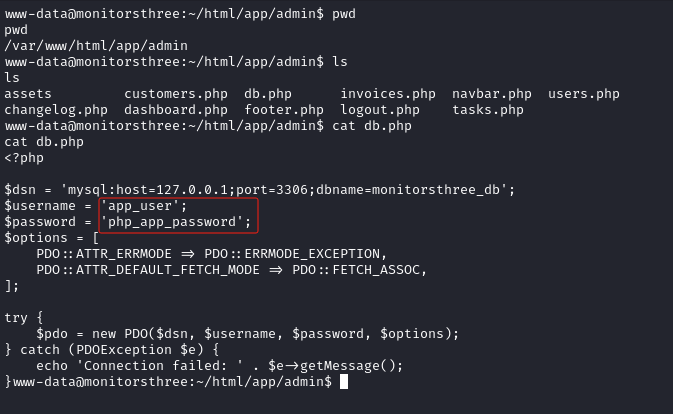 www-data@monitorsthree:~/html/app/admin$ pwd
pwd
/var/www/html/app/admin
www-data@monitorsthree:~/html/app/admin$ ls
ls
assets         customers.php  db.php      invoices.php  navbar.php  users.php
changelog.php  dashboard.php  footer.php  logout.php    tasks.php
www-data@monitorsthree:~/html/app/admin$ cat db.php
cat db.php
<?php

$dsn = 'mysql:host=127.0.0.1;port=3306;dbname=monitorsthree_db';
$username = 'app_user';
$password = 'php_app_password';
$options = [
    PDO::ATTR_ERRMODE => PDO::ERRMODE_EXCEPTION,
    PDO::ATTR_DEFAULT_FETCH_MODE => PDO::FETCH_ASSOC,
];

try {
    $pdo = new PDO($dsn, $username, $password, $options);
} catch (PDOException $e) {
    echo 'Connection failed: ' . $e->getMessage();
}www-data@monitorsthree:~/html/app/admin$